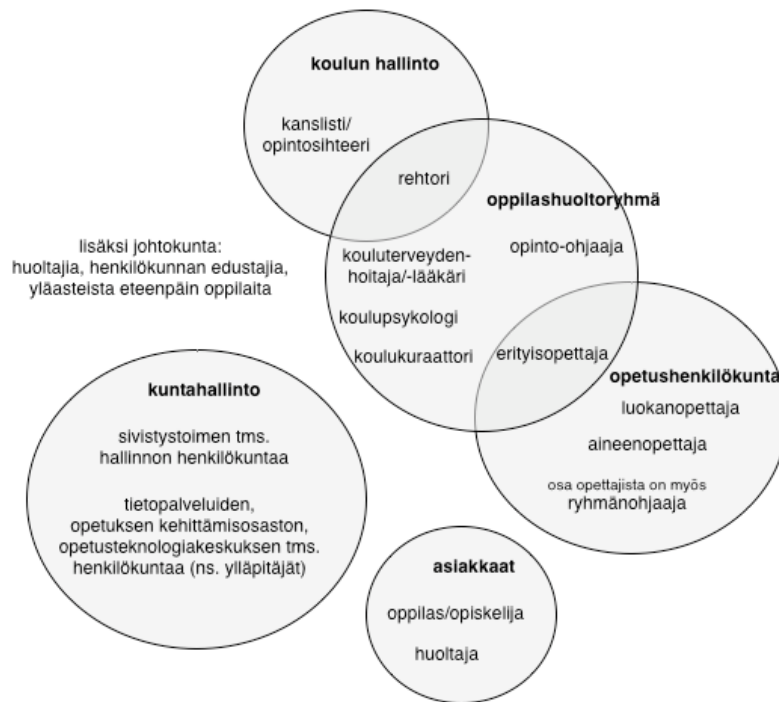 koulun hallinto
kanslisti/
opintosihteeri
rehtori
oppilashuoltoryhmä
opinto-ohjaaja
kouluterveyden-
hoitaja/-lääkäri
koulupsykologi
koulukuraattori
erityisopettaja
lisäksi johtokunta:
huoltajia, henkilökunnan edustajia,
yläasteista eteenpäin oppilaita
opetushenkilökunta
luokanopettaja
aineenopettaja
osa opettajista on myös
ryhmänohjaaja
kuntahallinto
sivistystoimen tms.
hallinnon henkilökuntaa
tietopalveluiden,
opetuksen kehittämisosaston,
opetusteknologiakeskuksen tms.
henkilökuntaa (ns. ylläpitäjät)
asiakkaat
oppilas/opiskelija
huoltaja